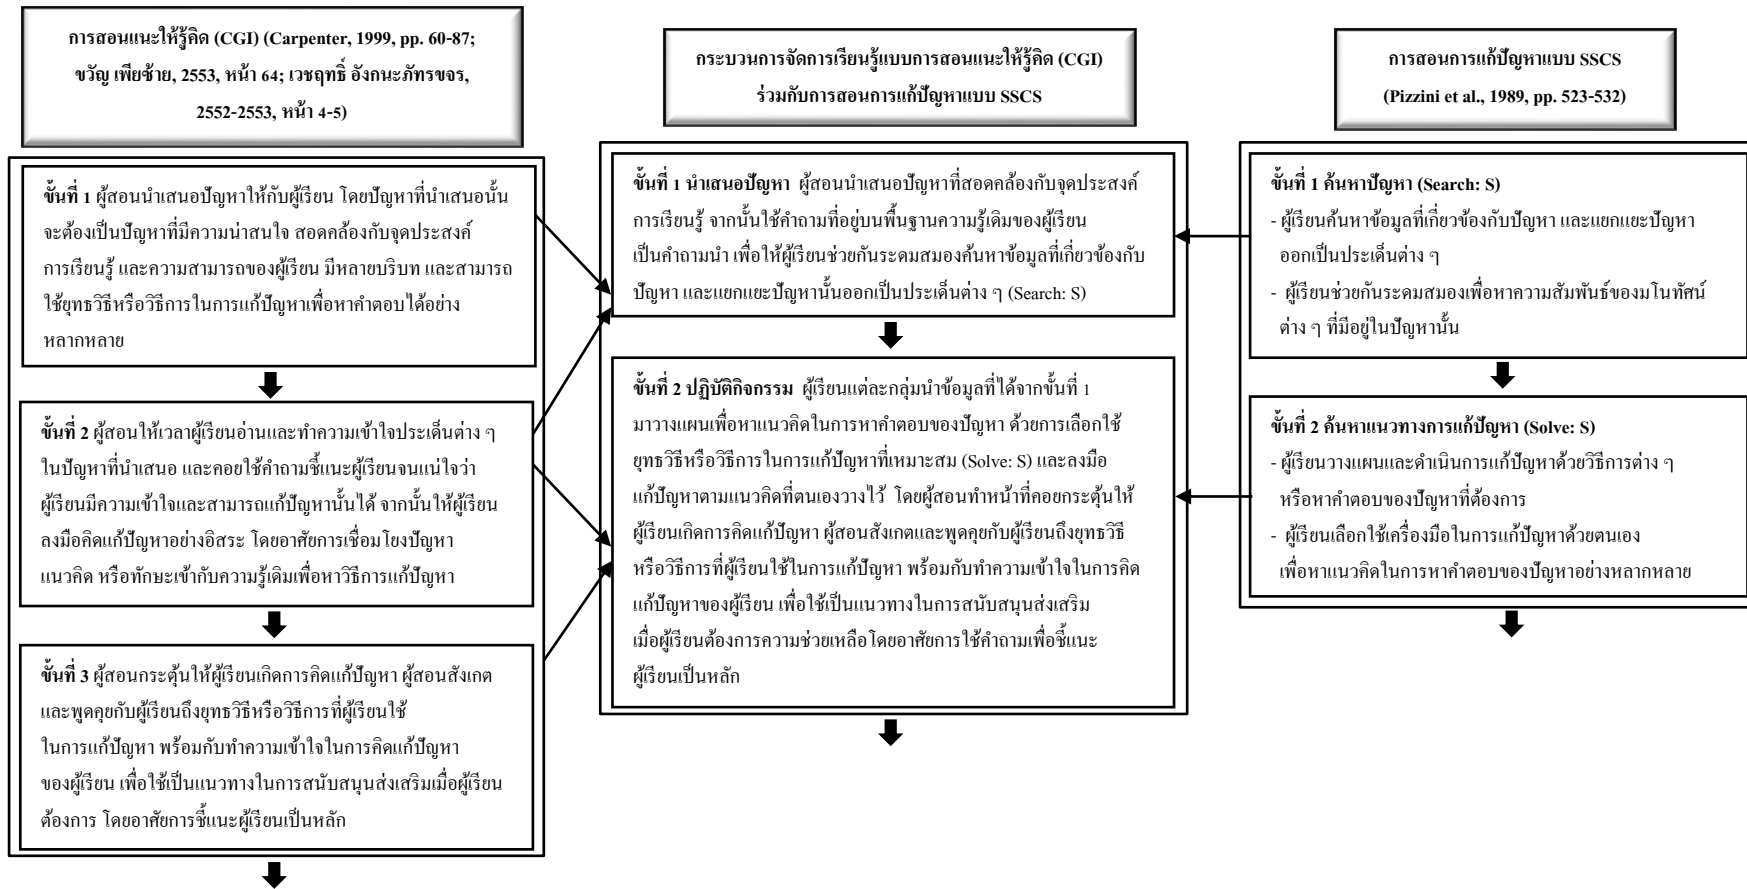 การสอนแนะให้รู้คิด (CGI) (Carpenter, 1999, pp. 60-87;
ขวัญ เพียซ้าย, 2553, หน้า 64; เวชฤทธิ์ อังกนะภัทรขจร,
2552-2553, หน้า 4-5)
ขั้นที่ 1 ผู้สอนนำเสนอปัญหาให้กับผู้เรียน โดยปัญหาที่นำเสนอนั้น
จะต้องเป็นปัญหาที่มีความน่าสนใจ สอดคล้องกับจุดประสงค์
การเรียนรู้ และความสามารถของผู้เรียน มีหลายบริบท และสามารถ
ใช้ยุทธวิธีหรือวิธีการในการแก้ปัญหาเพื่อหาคำตอบได้อย่าง
หลากหลาย
ขั้นที่ 2 ผู้สอนให้เวลาผู้เรียนอ่านและทำความเข้าใจประเด็นต่าง ๆ
ในปัญหาที่นำเสนอ และคอยใช้คำถามชี้แนะผู้เรียนจนแน่ใจว่า
ผู้เรียนมีความเข้าใจและสามารถแก้ปัญหานั้นได้ จากนั้นให้ผู้เรียน
ลงมือคิดแก้ปัญหาอย่างอิสระ โดยอาศัยการเชื่อมโยงปัญหา
แนวคิด หรือทักษะเข้ากับความรู้เดิมเพื่อหาวิธีการแก้ปัญหา
ขั้นที่ 3 ผู้สอนกระตุ้นให้ผู้เรียนเกิดการคิดแก้ปัญหา ผู้สอนสังเกต
และพูดคุยกับผู้เรียนถึงยุทธวิธีหรือวิธีการที่ผู้เรียนใช้
ในการแก้ปัญหา พร้อมกับทำความเข้าใจในการคิดแก้ปัญหา
ของผู้เรียน เพื่อใช้เป็นแนวทางในการสนับสนุนส่งเสริมเมื่อผู้เรียน
ต้องการ โดยอาศัยการชี้แนะผู้เรียนเป็นหลัก
กระบวนการจัดการเรียนรู้แบบการสอนแนะให้รู้คิด (CGI)
ร่วมกับการสอนการแก้ปัญหาแบบ SSCS
ขั้นที่ 1 นำเสนอปัญหา ผู้สอนนำเสนอปัญหาที่สอดคล้องกับจุดประสงค์
การเรียนรู้ จากนั้นใช้คำถามที่อยู่บนพื้นฐานความรู้เดิมของผู้เรียน
เป็นคำถามนำ เพื่อให้ผู้เรียนช่วยกันระดมสมองค้นหาข้อมูลที่เกี่ยวข้องกับ
ปัญหา และแยกแยะปัญหานั้นออกเป็นประเด็นต่าง ๆ (Search: S)
ขั้นที่ 2 ปฏิบัติกิจกรรม ผู้เรียนแต่ละกลุ่มนำข้อมูลที่ได้จากขั้นที่ 1
มาวางแผนเพื่อหาแนวคิดในการหาคำตอบของปัญหา ด้วยการเลือกใช้
ยุทธวิธีหรือวิธีการในการแก้ปัญหาที่เหมาะสม (Solve: S) และลงมือ
แก้ปัญหาตามแนวคิดที่ตนเองวางไว้ โดยผู้สอนทำหน้าที่คอยกระตุ้นให้
ผู้เรียนเกิดการคิดแก้ปัญหา ผู้สอนสังเกตและพูดคุยกับผู้เรียนถึงยุทธวิธี
หรือวิธีการที่ผู้เรียนใช้ในการแก้ปัญหา พร้อมกับทำความเข้าใจในการคิด
แก้ปัญหาของผู้เรียน เพื่อใช้เป็นแนวทางในการสนับสนุนส่งเสริม
เมื่อผู้เรียนต้องการความช่วยเหลือโดยอาศัยการใช้คำถามเพื่อชี้แนะ
ผู้เรียนเป็นหลัก
การสอนการแก้ปัญหาแบบ SSCS
(Pizzini et al., 1989, pp. 523-532)
ขั้นที่ 1 ค้นหาปัญหา (Search: S)
- ผู้เรียนค้นหาข้อมูลที่เกี่ยวข้องกับปัญหา และแยกแยะปัญหา
ออกเป็นประเด็นต่าง ๆ
- ผู้เรียนช่วยกันระดมสมองเพื่อหาความสัมพันธ์ของมโนทัศน์
ต่าง ๆ ที่มีอยู่ในปัญหานั้น
ขั้นที่ 2 ค้นหาแนวทางการแก้ปัญหา (Solve: S)
- ผู้เรียนวางแผนและดำเนินการแก้ปัญหาด้วยวิธีการต่าง ๆ
หรือหาคำตอบของปัญหาที่ต้องการ
- ผู้เรียนเลือกใช้เครื่องมือในการแก้ปัญหาด้วยตนเอง
เพื่อหาแนวคิดในการหาคำตอบของปัญหาอย่างหลากหลาย